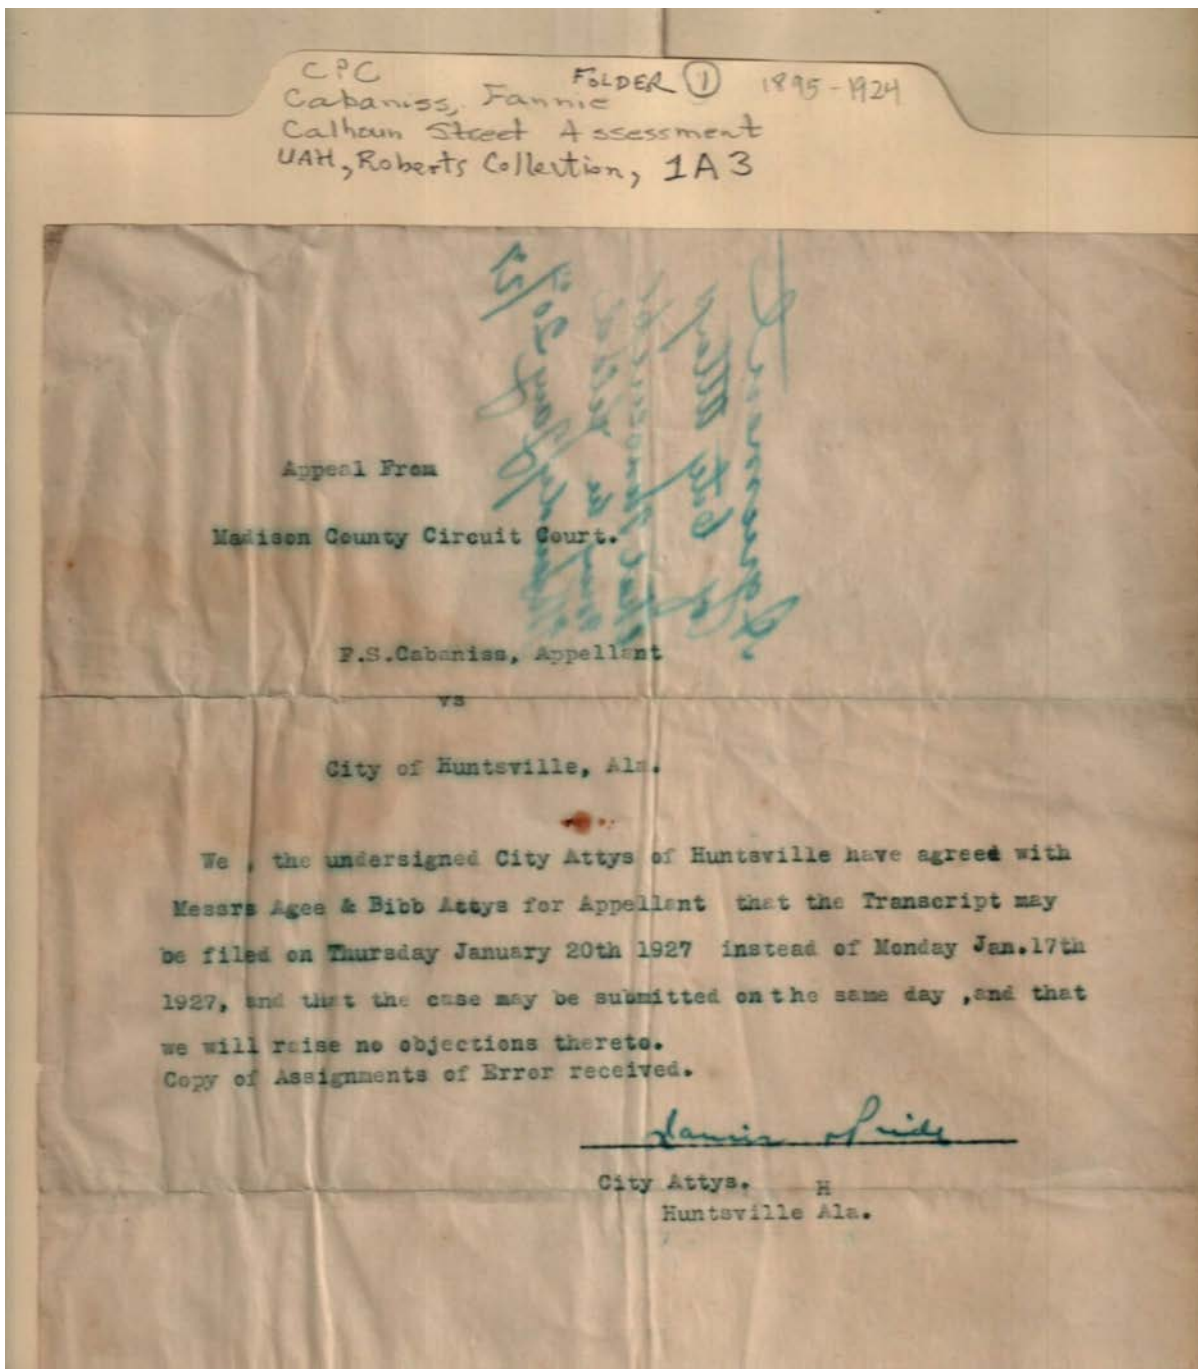 CPC FOLDER 1 1895-1924
Cabaniss, Fannie
Calhoun Street Assessment
UAH, Roberts Collection, 1A3
Appeal From
Madison County Circuit Court.
F.S.Cabaniss, Appellant
vs
City of Huntsville, Ala.
We , the undersigned City Attys of Huntsville have agreed with
Messrs Agee & Bibb Attys for Appellant that the Transcript may
be filed on Thursday January 20th 1927 instead of Monday Jan.17th
1927, and that the case may be submitted on the same day ,and that
we will raise no objections thereto.
Copy of Assignments of Error received.
City Attys. H
Huntsville Ala.